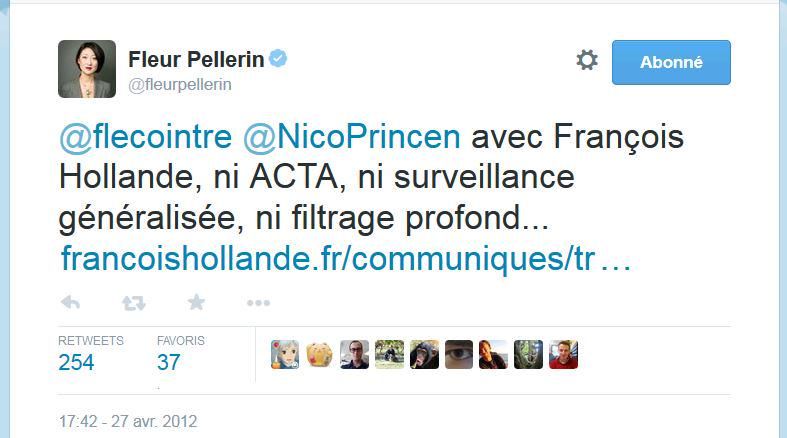 Fleur Pellerin
@fleurpellerin
Abonné
@flecointre @NicoPrincen avec François
Hollande, ni ACTA, ni surveillance
généralisée, ni filtrage profond...
francoishollande.fr/communiques/tr…
RETWEETS
FAVORIS
254
37
17:42 - 27 avr. 2012